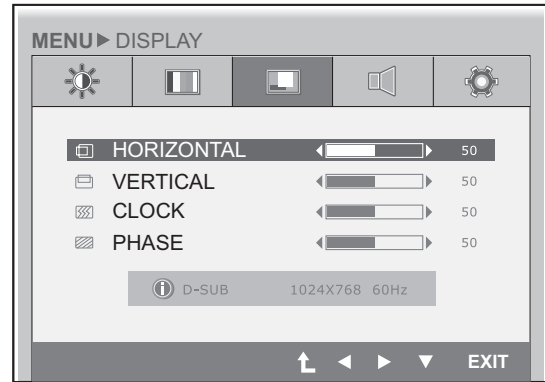 MENU▶ DISPLAY
HORIZONTAL 50
VERTICAL 50
CLOCK 50
PHASE 50
D-SUB 1024X768 60Hz
EXIT